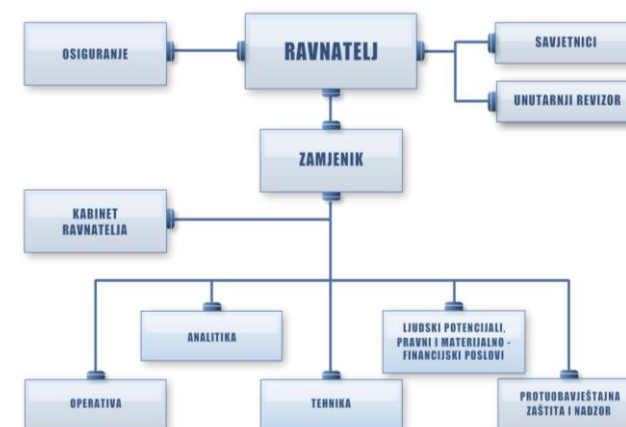 OSIGURANJE
RAVNATELJ
SAVJETNICI
UNUTARNJI REVIZOR
ZAMJENIK
KABINET
RAVNATELJA
ANALITIKA
LJUDSKI POTENCIJALI,
PRAVNI I MATERIJALNO -
FINANCIJSKI POSLOVI
OPERATIVA
TEHNIKA
PROTUOBAVJEŠTAJNA
ZAŠTITA I NADZOR